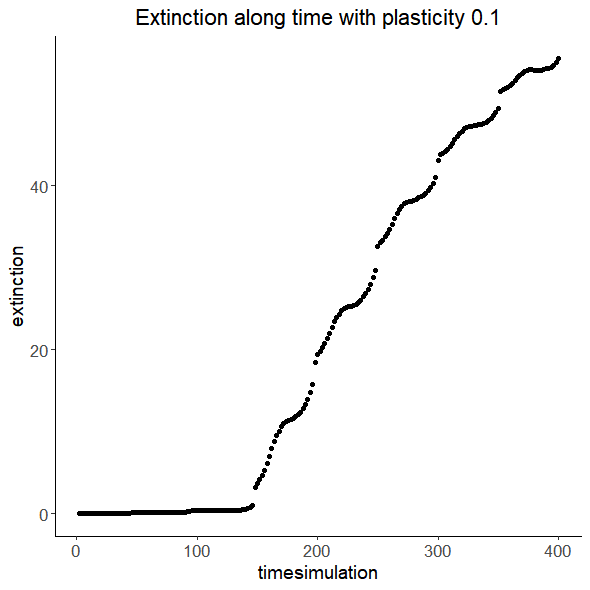 Extinction along time with plasticity 0.1
extinction
40
20
0
0 100 200 300 400
timesimulation